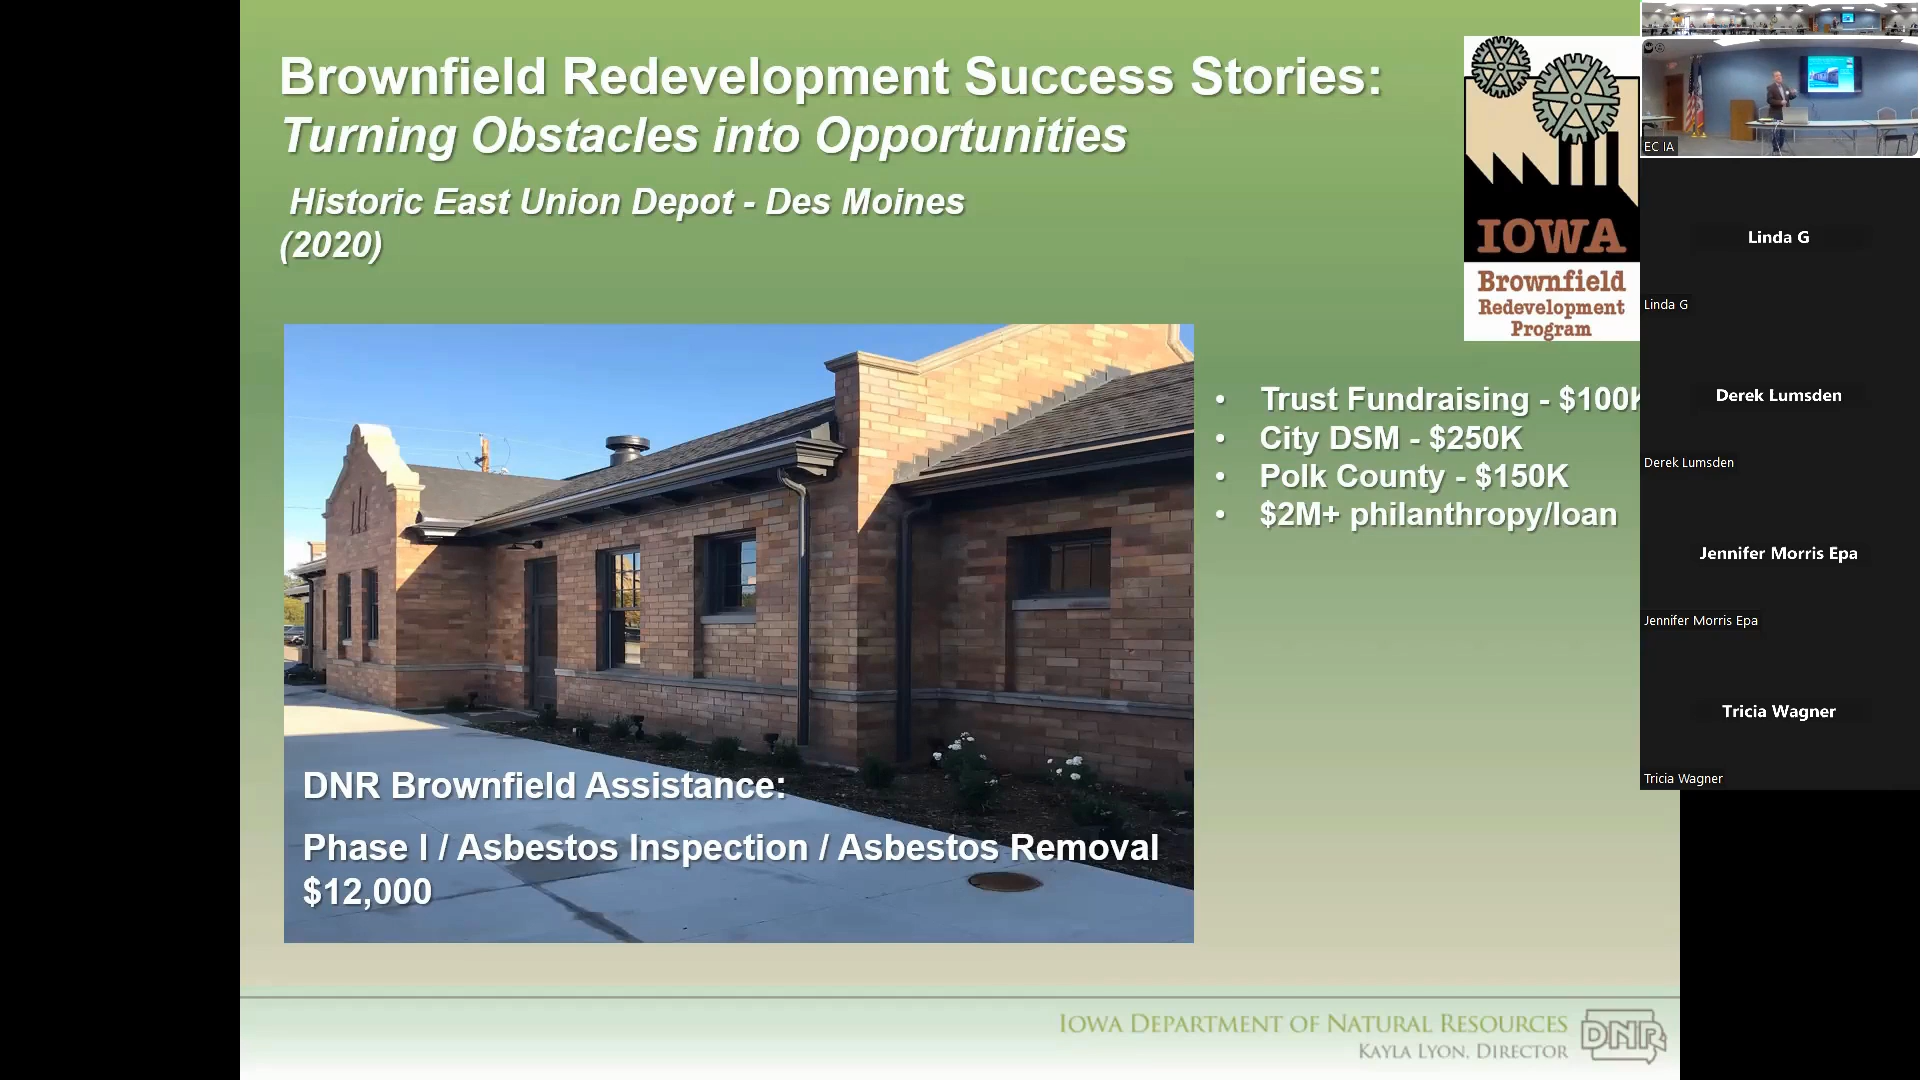 Brownfield Redevelopment Success Stories:
Turning Obstacles into Opportunities
Historic East Union Depot - Des Moines
(2020)
IOWA
Brownfield
Redevelopment
Program
Trust Fundraising - $100K
City DSM - $250K
Polk County - $150K
$2M+ philanthropy/loan
DNR Brownfield Assistance:
Phase I / Asbestos Inspection / Asbestos Removal
$12,000
IOWA DEPARTMENT OF NATURAL RESOURCES
KAYLA LYON, DIRECTOR
DNR
ECIA
Linda G
Linda G
Derek Lumsden
Derek Lumsden
Jennifer Morris Epa
Jennifer Morris Epa
Tricia Wagner
Tricia Wagner